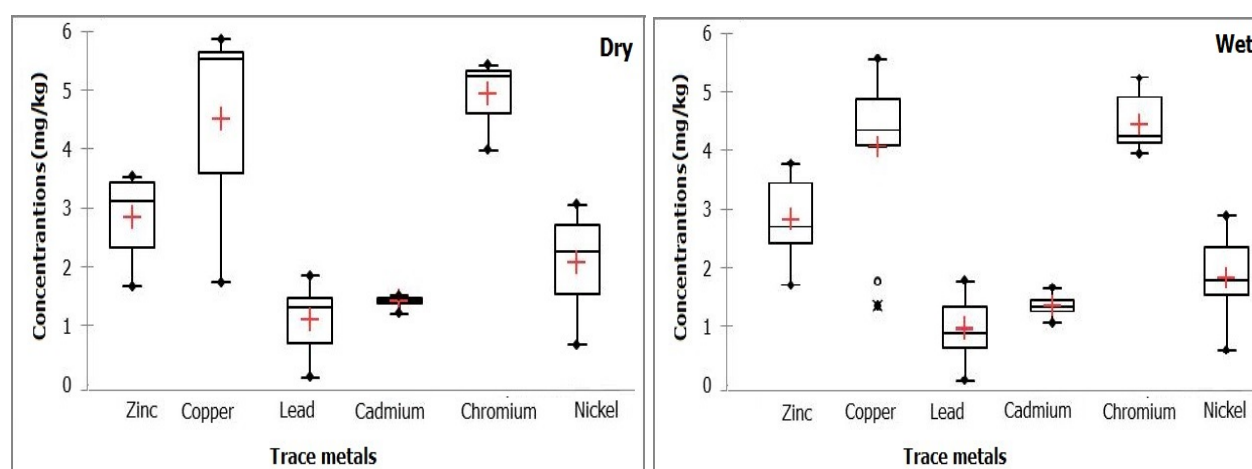 Dry
Concentrantions (mg/kg)
6
5
4
3
2
1
0
Zinc Copper Lead Cadmium Chromium Nickel
Trace metals
Wet
Concentrantions (mg/kg)
6
5
4
3
2
1
0
Zinc Copper Lead Cadmium Chromium Nickel
Trace metals